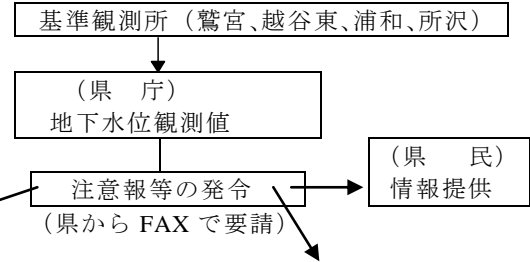 基準観測所（鷲宮､越谷東､浦和､所沢）
（県　庁）
地下水位観測値
（県　民）
情報提供
注意報等の発令
（県から FAX で要請）